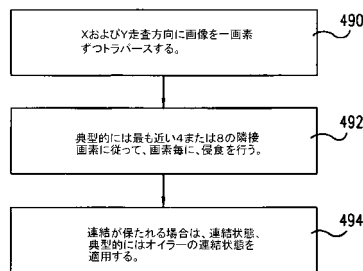 XおよびY走査方向に画像を一画素
ずつトラバースする。
490
典型的には最も近い4または8の隣接
画素に従って、画素毎に、侵食を行う。
492
連結が保たれる場合は、連結状態、
典型的にはオイラーの連結状態を
適用する。
494